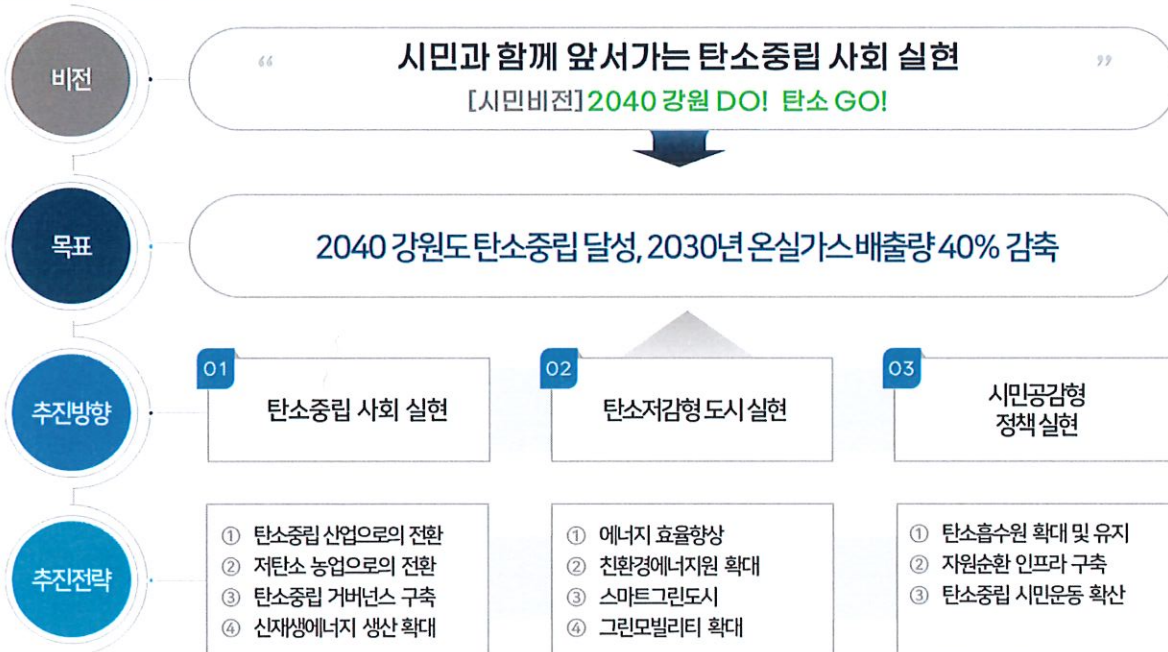 비전
“ 시민과 함께 앞서가는 탄소중립 사회 실현 ”
[시민비전] 2040 강원 DO! 탄소 GO!
목표
2040 강원도 탄소중립 달성, 2030년 온실가스 배출량 40% 감축
추진방향
01
탄소중립 사회 실현
02
탄소저감형 도시 실현
03
시민공감형
정책 실현
추진전략
① 탄소중립 산업으로의 전환
② 저탄소 농업으로의 전환
③ 탄소중립 거버넌스 구축
④ 신재생에너지 생산 확대
① 에너지 효율향상
② 친환경에너지원 확대
③ 스마트그린도시
④ 그린모빌리티 확대
① 탄소흡수원 확대 및 유지
② 자원순환 인프라 구축
③ 탄소중립 시민운동 확산